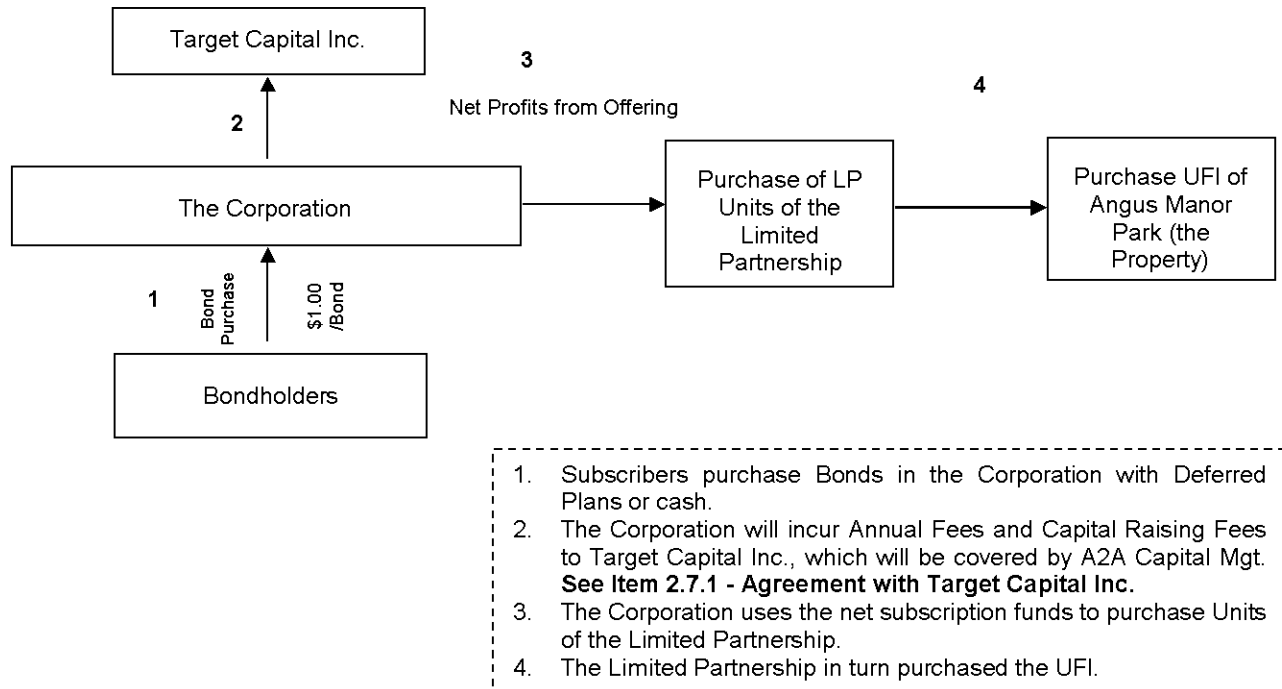 Target Capital Inc.
3
4
Net Profits from Offering
2
The Corporation
Purchase of LP
Units of the
Limited
Partnership
Purchase UFI of
Angus Manor
Park (the
Property)
1
Bond
Purchase
$1.00
/Bond
Bondholders
1. Subscribers purchase Bonds in the Corporation with Deferred
Plans or cash.
2. The Corporation will incur Annual Fees and Capital Raising Fees
to Target Capital Inc., which will be covered by A2A Capital Mgt.
See Item 2.7.1 - Agreement with Target Capital Inc.
3. The Corporation uses the net subscription funds to purchase Units
of the Limited Partnership.
4. The Limited Partnership in turn purchased the UFI.